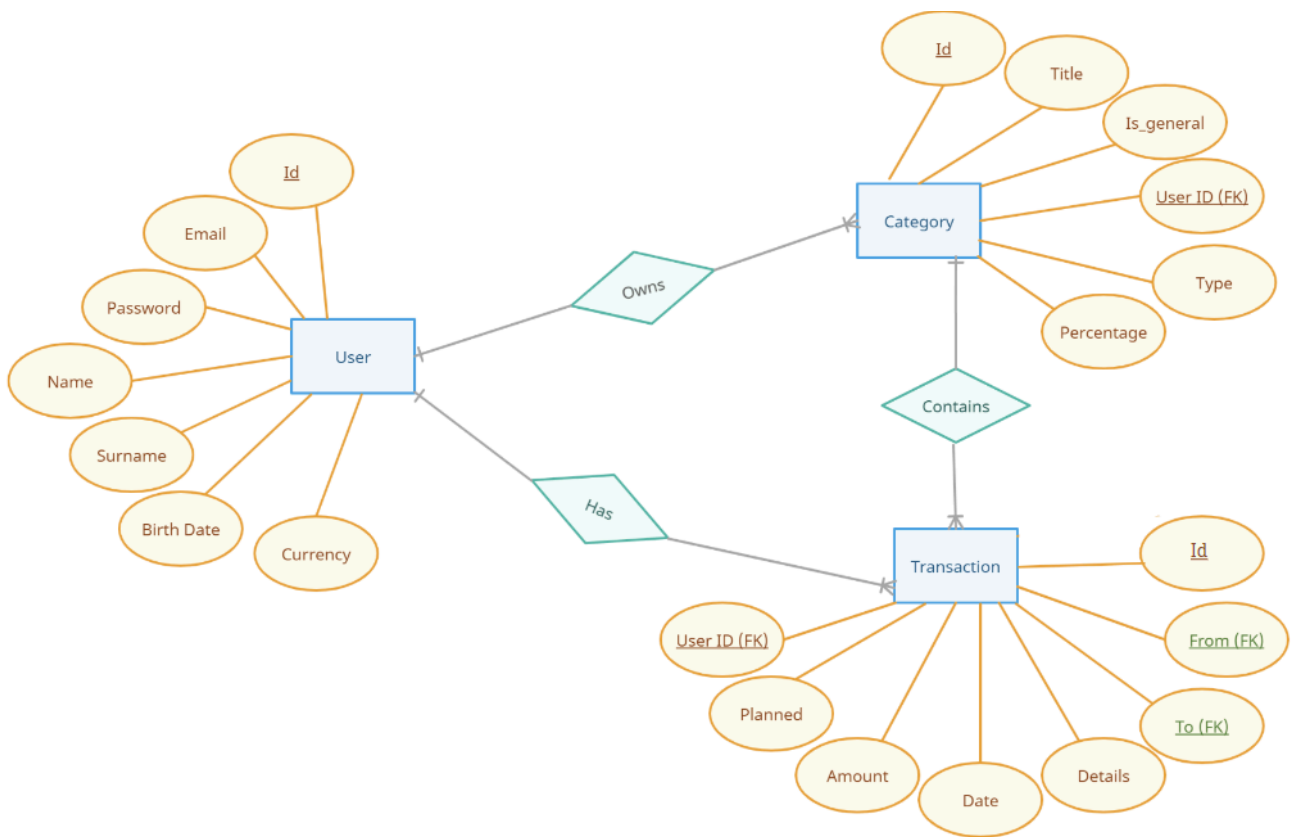 Id
Title
Is_general
User ID (FK)
Type
Percentage
Category
Id
Email
Password
Name
Surname
Birth Date
Currency
User
Owns
Has
Contains
Transaction
Id
From (FK)
To (FK)
Details
Date
Amount
Planned
User ID (FK)